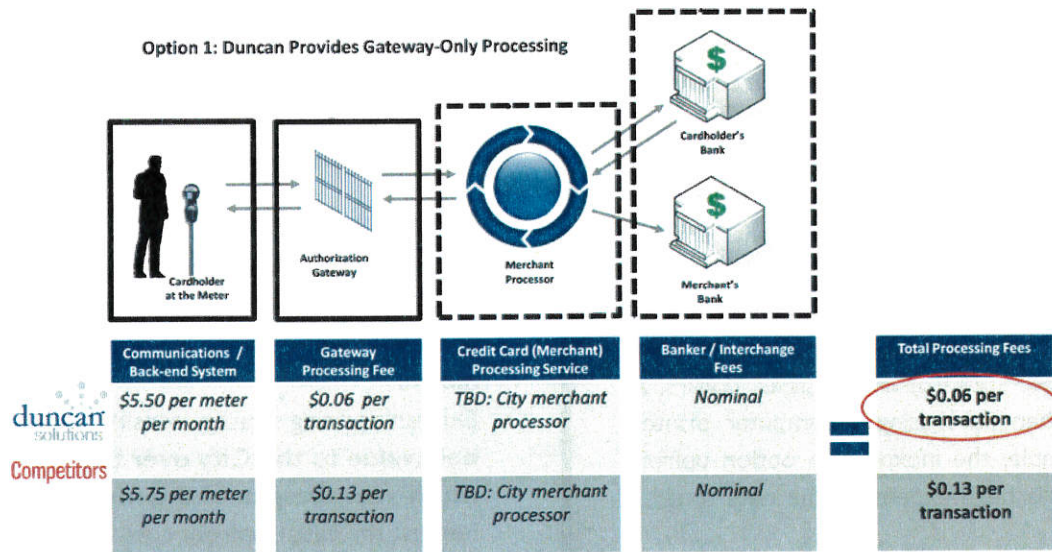 Option 1: Duncan Provides Gateway-Only Processing
$
Cardholder's
Bank
$
Merchant's
Bank
Cardholder
at the Meter
Authorization
Gateway
Merchant
Processor
Communications /
Back-end System
Gateway
Processing Fee
Credit Card (Merchant)
Processing Service
Banker / Interchange
Fees
Total Processing Fees
duncan
solutions
$5.50 per meter
per month
$0.06 per
transaction
TBD: City merchant
processor
Nominal
$0.06 per
transaction
Competitors
$5.75 per meter
per month
$0.13 per
transaction
TBD: City merchant
processor
Nominal
$0.13 per
transaction